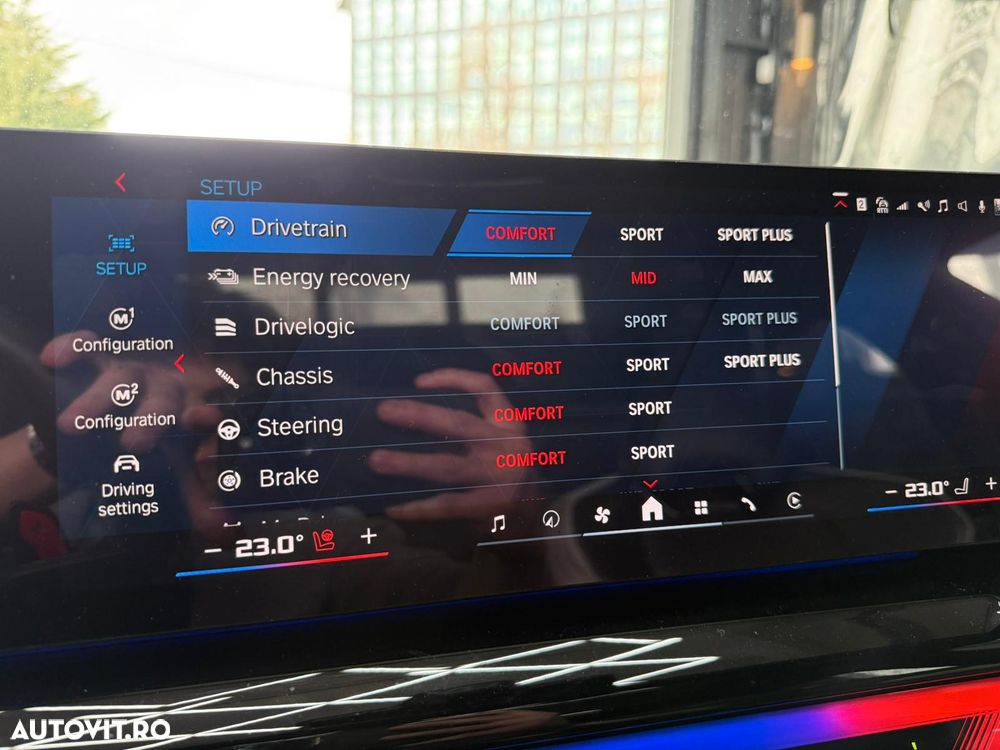 SETUP
2
RTTI
Drivetrain COMFORT SPORT SPORT PLUS
SETUP
Energy recovery MIN MID MAX
M1
Configuration
Drivelogic COMFORT SPORT SPORT PLUS
Chassis COMFORT SPORT SPORT PLUS
M2
Configuration
Steering COMFORT SPORT
Driving
settings
Brake COMFORT SPORT
− 23.0° +
− 23.0° +
AUTOVIT.RO